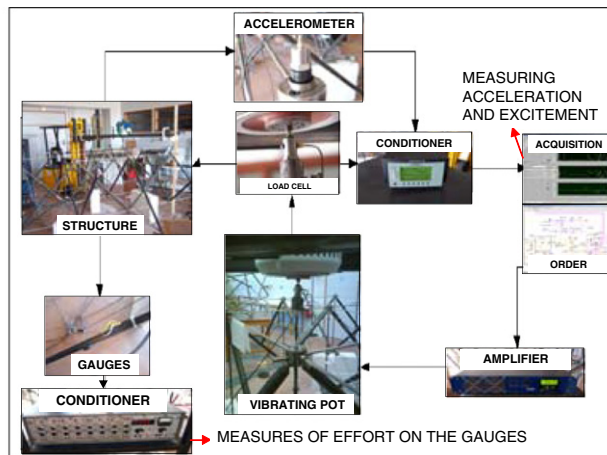 ACCELEROMETER
MEASURING
ACCELERATION
AND EXCITEMENT
CONDITIONER
ACQUISITION
LOAD CELL
STRUCTURE
ORDER
GAUGES
AMPLIFIER
CONDITIONER
VIBRATING POT
MEASURES OF EFFORT ON THE GAUGES